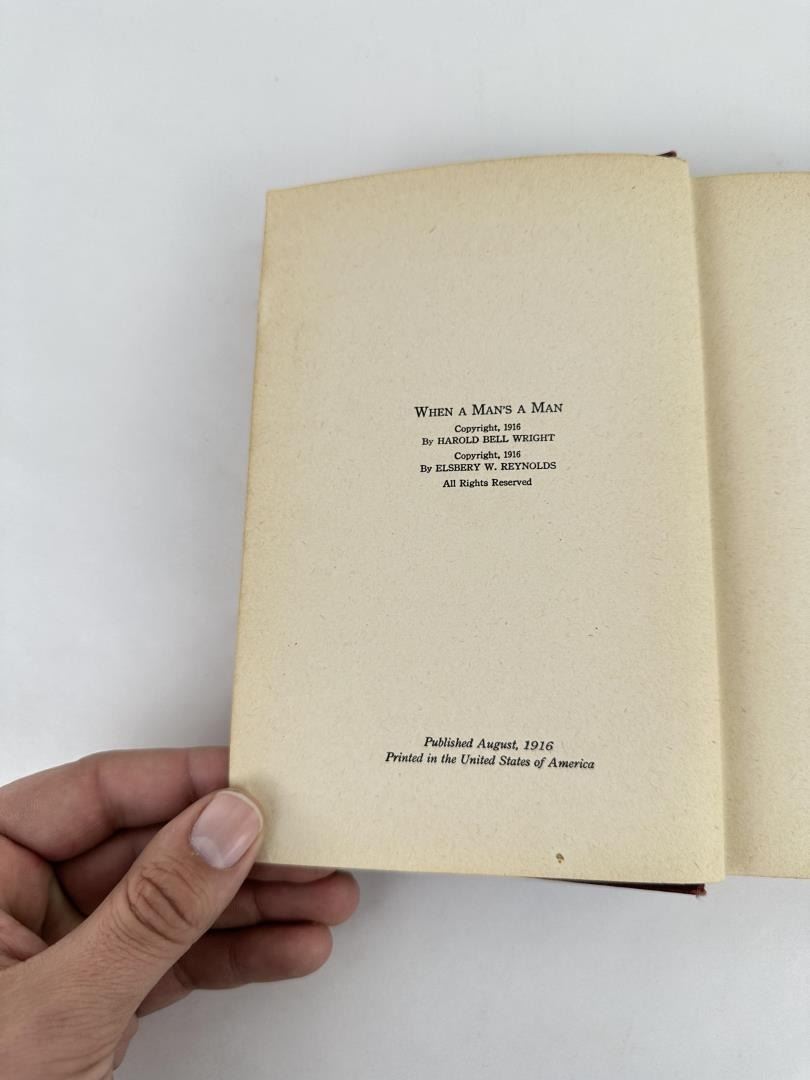 WHEN A MAN'S A MAN
Copyright, 1916
By HAROLD BELL WRIGHT
Copyright, 1916
By ELSBERY W. REYNOLDS
All Rights Reserved
Published August, 1916
Printed in the United States of America